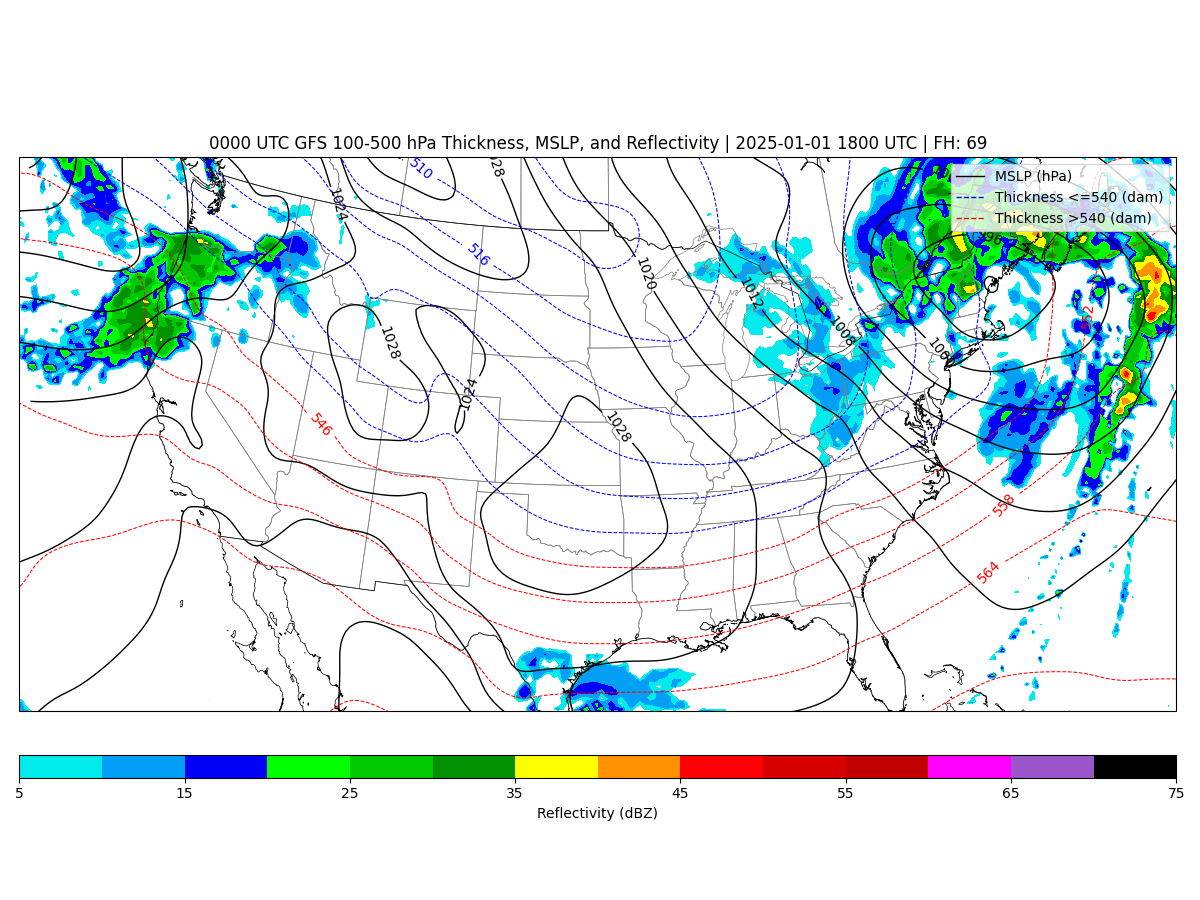 0000 UTC GFS 100-500 hPa Thickness, MSLP, and Reflectivity | 2025-01-01 1800 UTC | FH: 69
MSLP (hPa)
Thickness <=540 (dam)
Thickness >540 (dam)
510
1024
516
1020
1012
1008
1000
996
552
1028
1024
1028
546
558
564
5 15 25 35 45 55 65 75
Reflectivity (dBZ)